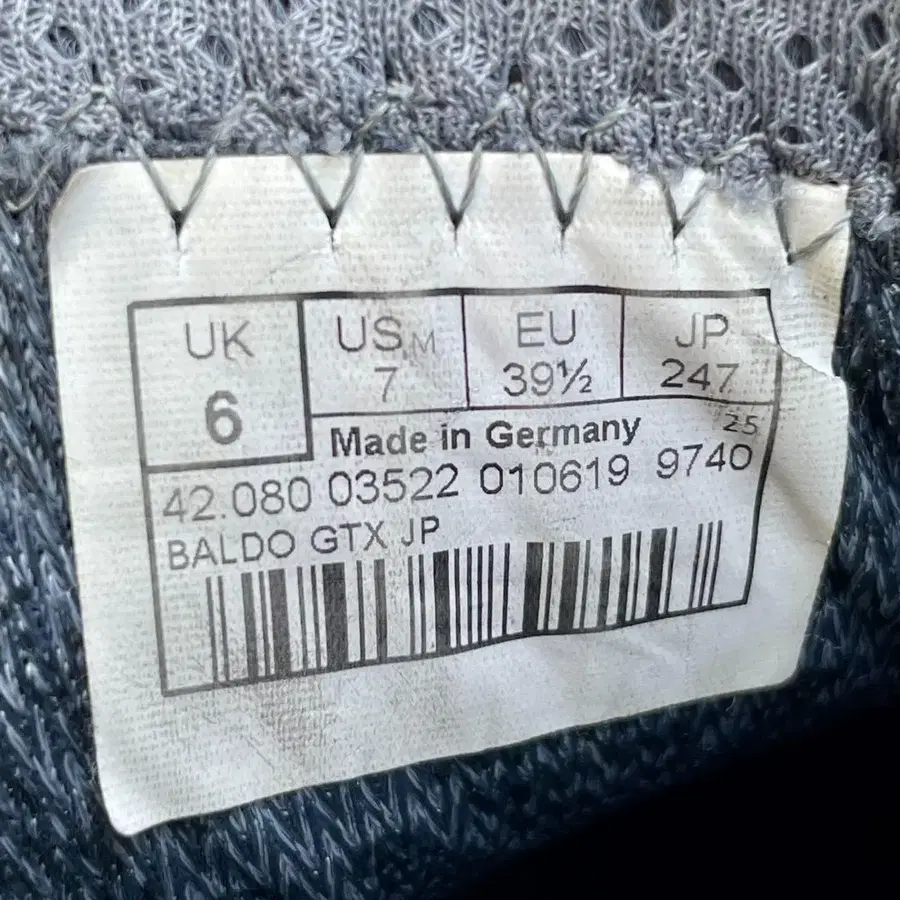 UK US M EU JP
6 7 39½ 247
Made in Germany 25
42.080 03522 010619 9740
BALDO GTX JP